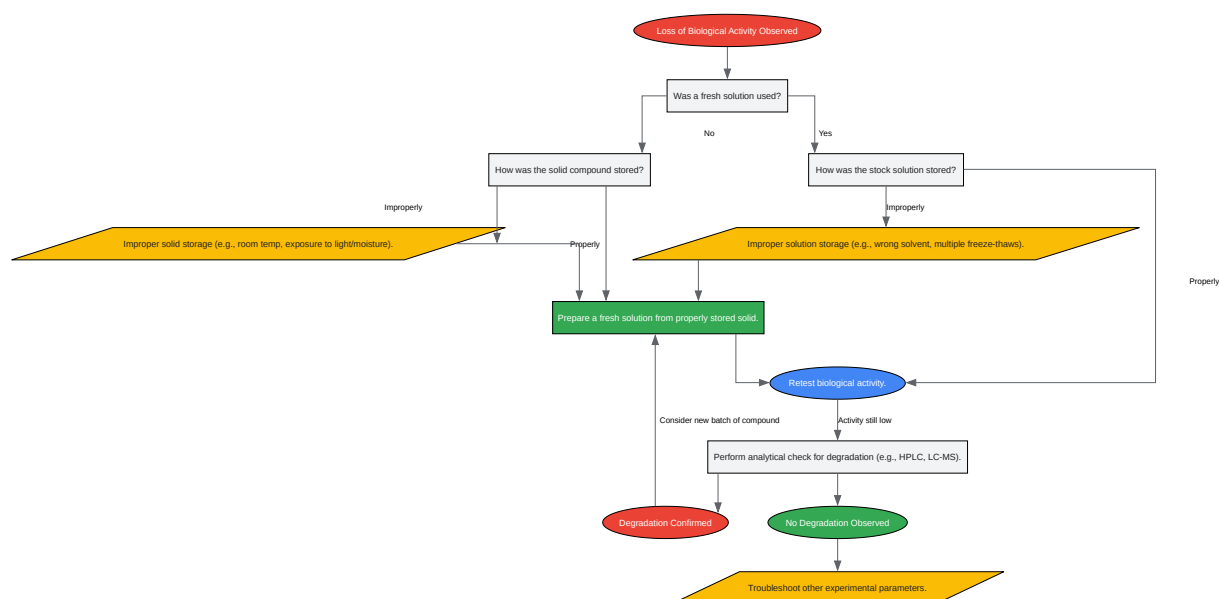 Loss of Biological Activity Observed
Was a fresh solution used?
No
Yes
How was the solid compound stored?
How was the stock solution stored?
Improperly
Improperly
Improper solid storage (e.g., room temp, exposure to light/moisture).
Properly
Improper solution storage (e.g., wrong solvent, multiple freeze-thaws).
Properly
Prepare a fresh solution from properly stored solid.
Retest biological activity.
Consider new batch of compound
Activity still low
Perform analytical check for degradation (e.g., HPLC, LC-MS).
Degradation Confirmed
No Degradation Observed
Troubleshoot other experimental parameters.